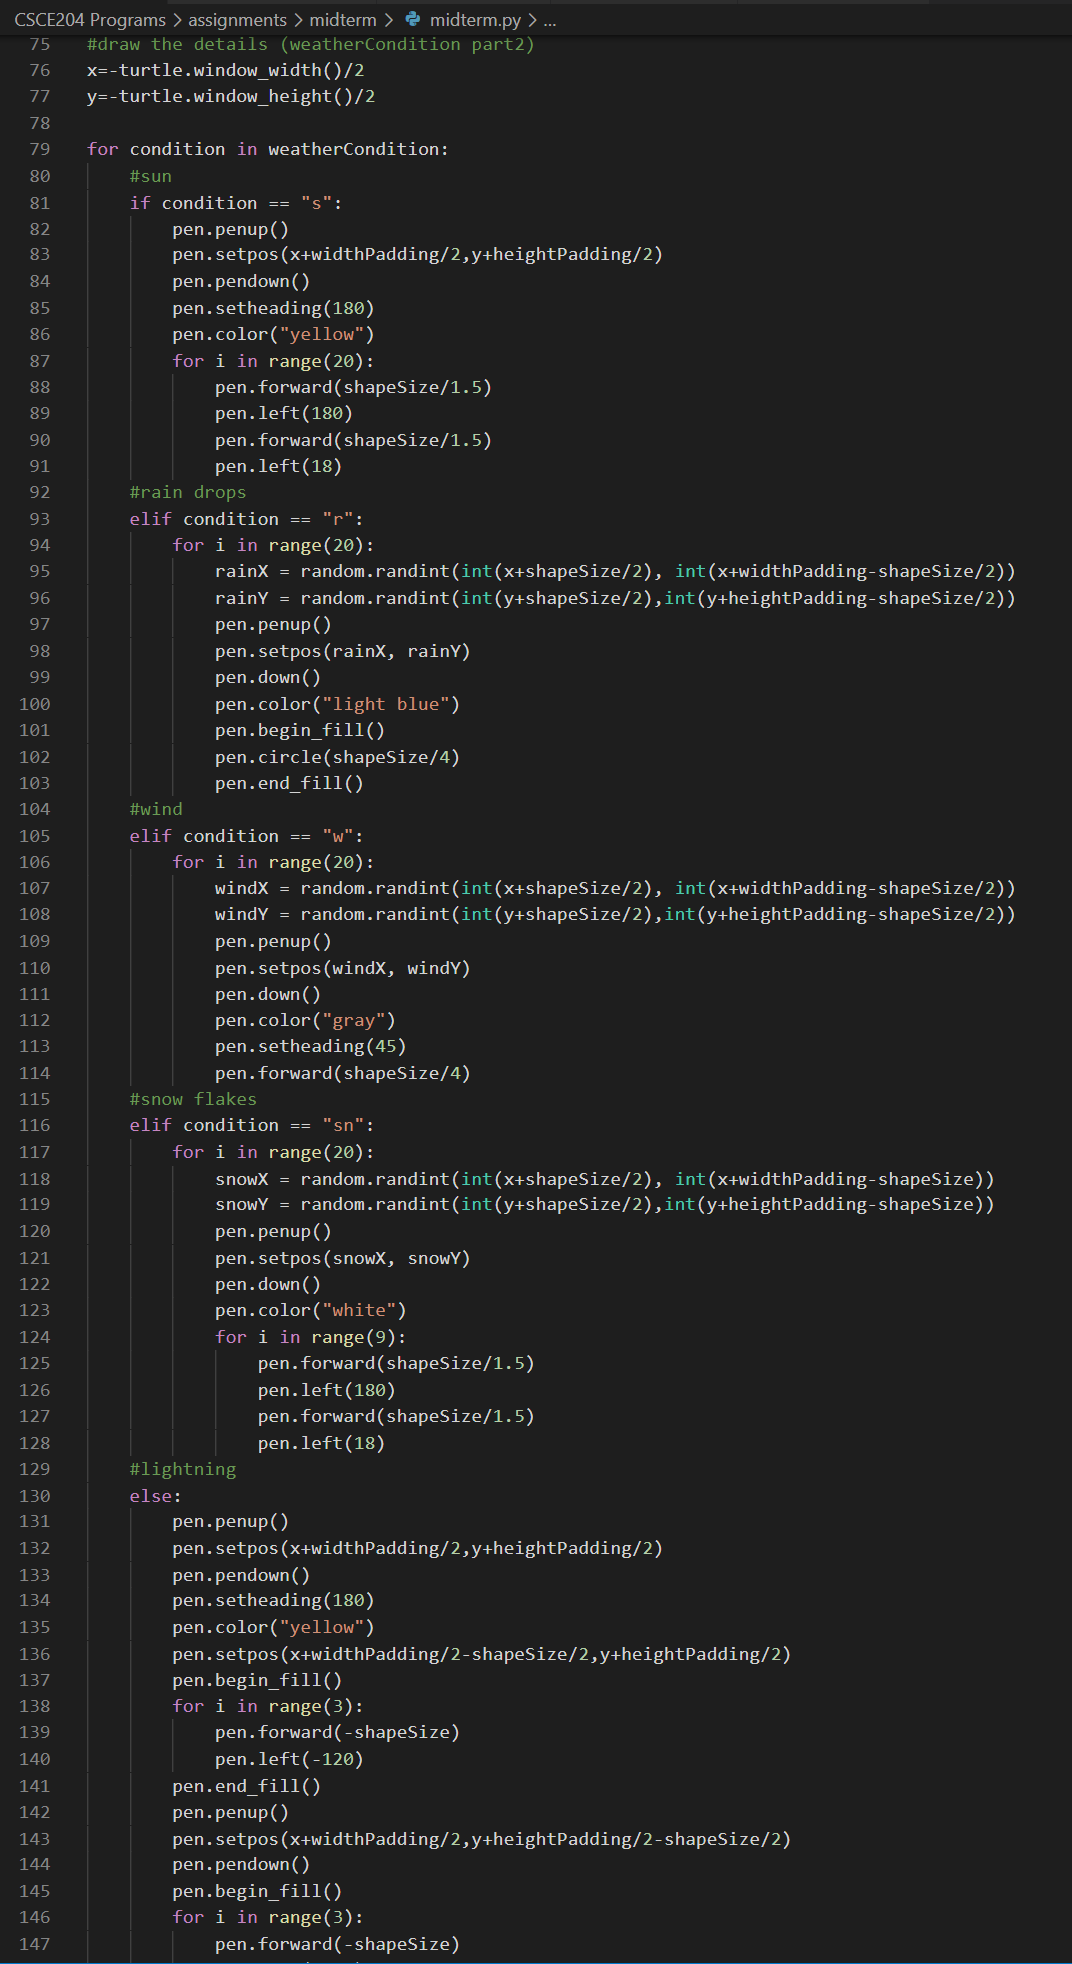 CSCE204 Programs > assignments > midterm > midterm.py > ...
75 #draw the details (weatherCondition part2)
76 x=-turtle.window_width()/2
77 y=-turtle.window_height()/2
78
79 for condition in weatherCondition:
80     #sun
81     if condition == "s":
82         pen.penup()
83         pen.setpos(x+widthPadding/2,y+heightPadding/2)
84         pen.pendown()
85         pen.setheading(180)
86         pen.color("yellow")
87         for i in range(20):
88             pen.forward(shapeSize/1.5)
89             pen.left(180)
90             pen.forward(shapeSize/1.5)
91             pen.left(18)
92     #rain drops
93     elif condition == "r":
94         for i in range(20):
95             rainX = random.randint(int(x+shapeSize/2), int(x+widthPadding-shapeSize/2))
96             rainY = random.randint(int(y+shapeSize/2),int(y+heightPadding-shapeSize/2))
97             pen.penup()
98             pen.setpos(rainX, rainY)
99             pen.down()
100             pen.color("light blue")
101             pen.begin_fill()
102             pen.circle(shapeSize/4)
103             pen.end_fill()
104     #wind
105     elif condition == "w":
106         for i in range(20):
107             windX = random.randint(int(x+shapeSize/2), int(x+widthPadding-shapeSize/2))
108             windY = random.randint(int(y+shapeSize/2),int(y+heightPadding-shapeSize/2))
109             pen.penup()
110             pen.setpos(windX, windY)
111             pen.down()
112             pen.color("gray")
113             pen.setheading(45)
114             pen.forward(shapeSize/4)
115     #snow flakes
116     elif condition == "sn":
117         for i in range(20):
118             snowX = random.randint(int(x+shapeSize/2), int(x+widthPadding-shapeSize))
119             snowY = random.randint(int(y+shapeSize/2),int(y+heightPadding-shapeSize))
120             pen.penup()
121             pen.setpos(snowX, snowY)
122             pen.down()
123             pen.color("white")
124             for i in range(9):
125                 pen.forward(shapeSize/1.5)
126                 pen.left(180)
127                 pen.forward(shapeSize/1.5)
128                 pen.left(18)
129     #lightning
130     else:
131         pen.penup()
132         pen.setpos(x+widthPadding/2,y+heightPadding/2)
133         pen.pendown()
134         pen.setheading(180)
135         pen.color("yellow")
136         pen.setpos(x+widthPadding/2-shapeSize/2,y+heightPadding/2)
137         pen.begin_fill()
138         for i in range(3):
139             pen.forward(-shapeSize)
140             pen.left(-120)
141         pen.end_fill()
142         pen.penup()
143         pen.setpos(x+widthPadding/2,y+heightPadding/2-shapeSize/2)
144         pen.pendown()
145         pen.begin_fill()
146         for i in range(3):
147             pen.forward(-shapeSize)